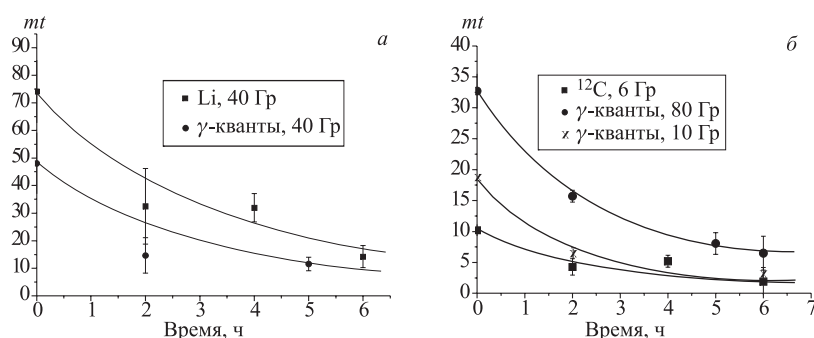 mt
90
80
70
60
50
40
30
20
10
0
0 1 2 3 4 5 6
Время, ч
а
Li, 40 Гр
γ-кванты, 40 Гр
mt
40
35
30
25
20
15
10
5
0
0 1 2 3 4 5 6 7
Время, ч
б
¹²C, 6 Гр
γ-кванты, 80 Гр
γ-кванты, 10 Гр